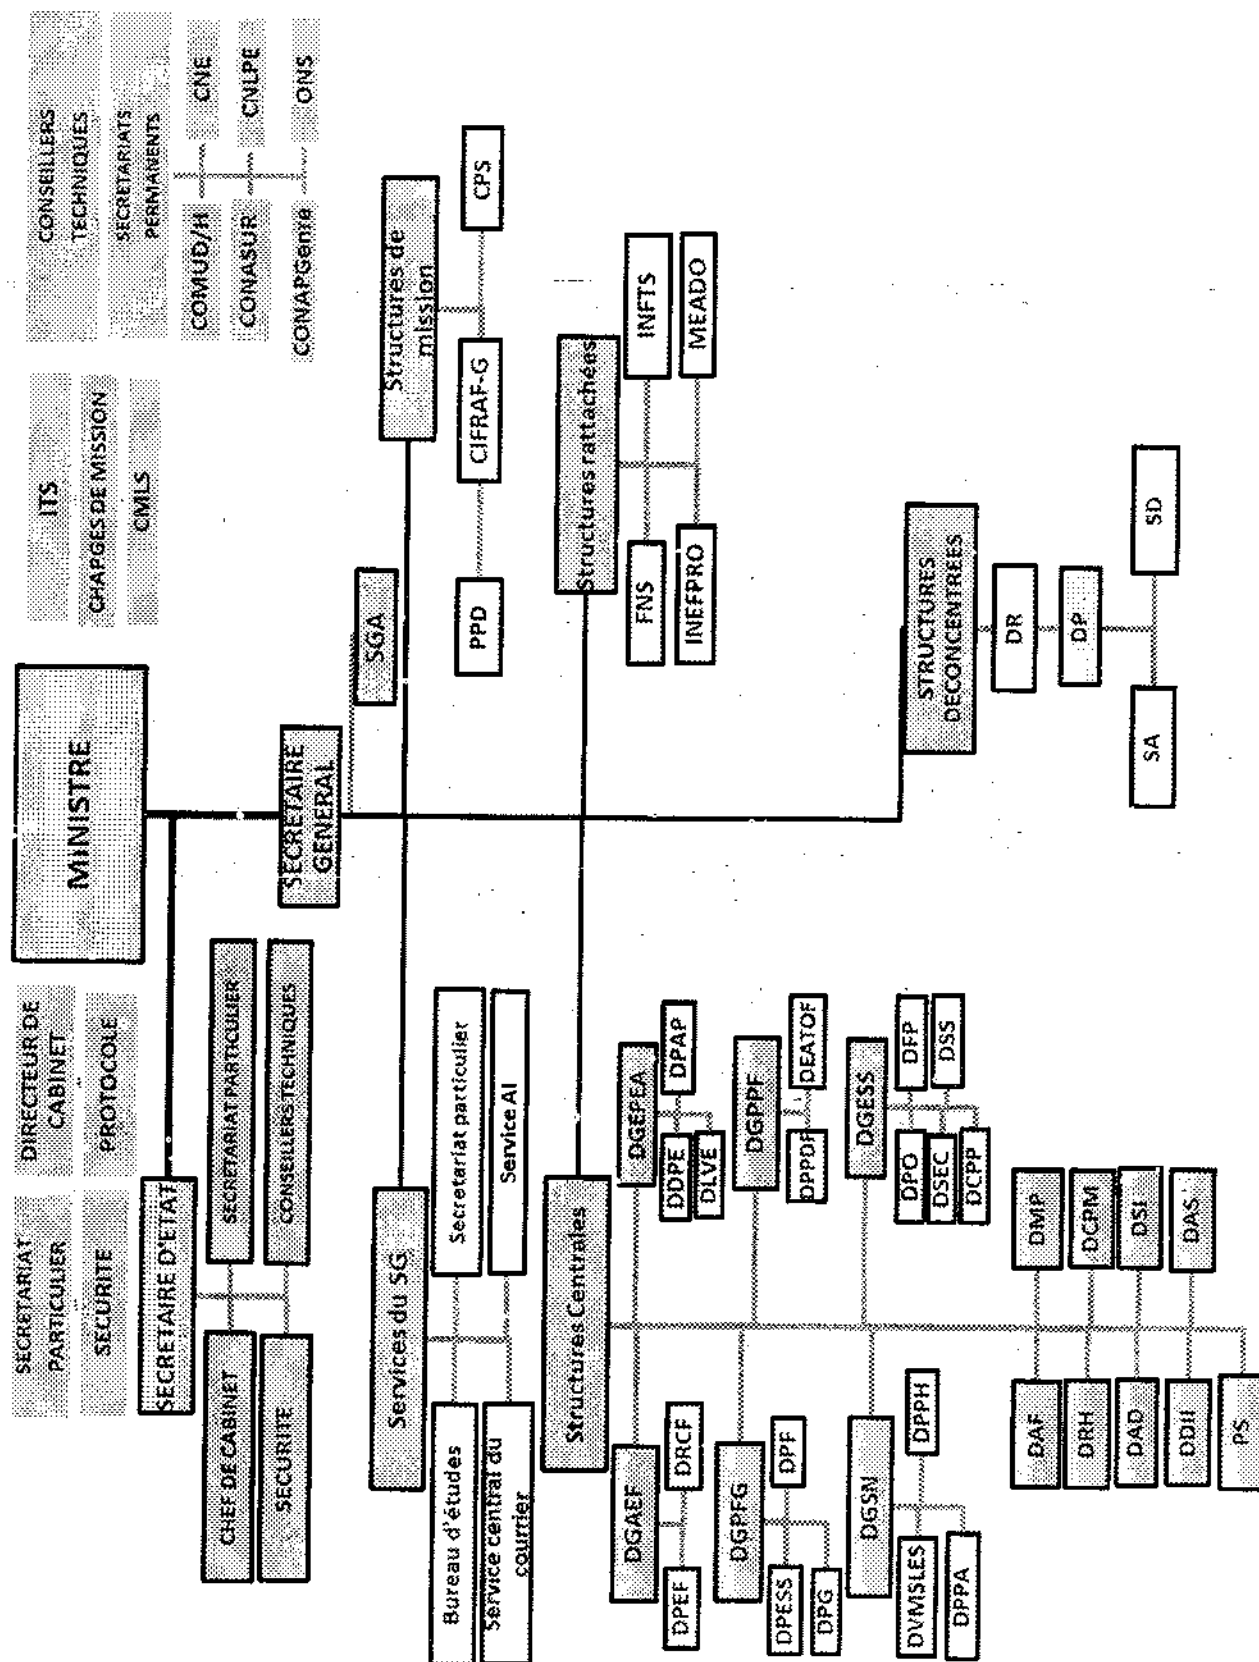 SECRETARIAT
PARTICULIER
DIRECTEUR DE
CABINET
SECURITE
PROTOCOLE
MINISTRE
ITS
CHAPGES DE MISSION
CMLS
CONSEILLERS
TECHNIQUES
SECRETARIATS
PERMANENTS
COMUD/H
CNE
CONASUR
CNLPE
CONAPGenre
ONS
SECRETAIRE D'ETAT
CHEF DE CABINET
SECRETARIAT PARTICULIER
SECURITE
CONSEILLERS TECHNIQUES
SECRETAIRE
GENERAL
SGA
Services du SG
Bureau d'études
Secretariat particulier
Service central du
courrier
Service AI
Structures de
mission
PPD
CIFRAF-G
CPS
Structures Centrales
DGAEF
DPEF
DRCF
DGEPEA
DDPE
DPAP
DLVE
DGPFG
DPESS
DPF
DPG
DGPPF
DPPDF
DEATOF
DGSN
DVMSLES
DPPH
DPPA
DGESS
DPO
DFP
DSEC
DSS
DCPP
DAF
DMP
DRH
DCPM
DAD
DSI
DDII
DAS
PS
Structures rattachées
FNS
INFTS
INEFPRO
MEADO
STRUCTURES
DECONCENTREES
DR
DP
SA
SD